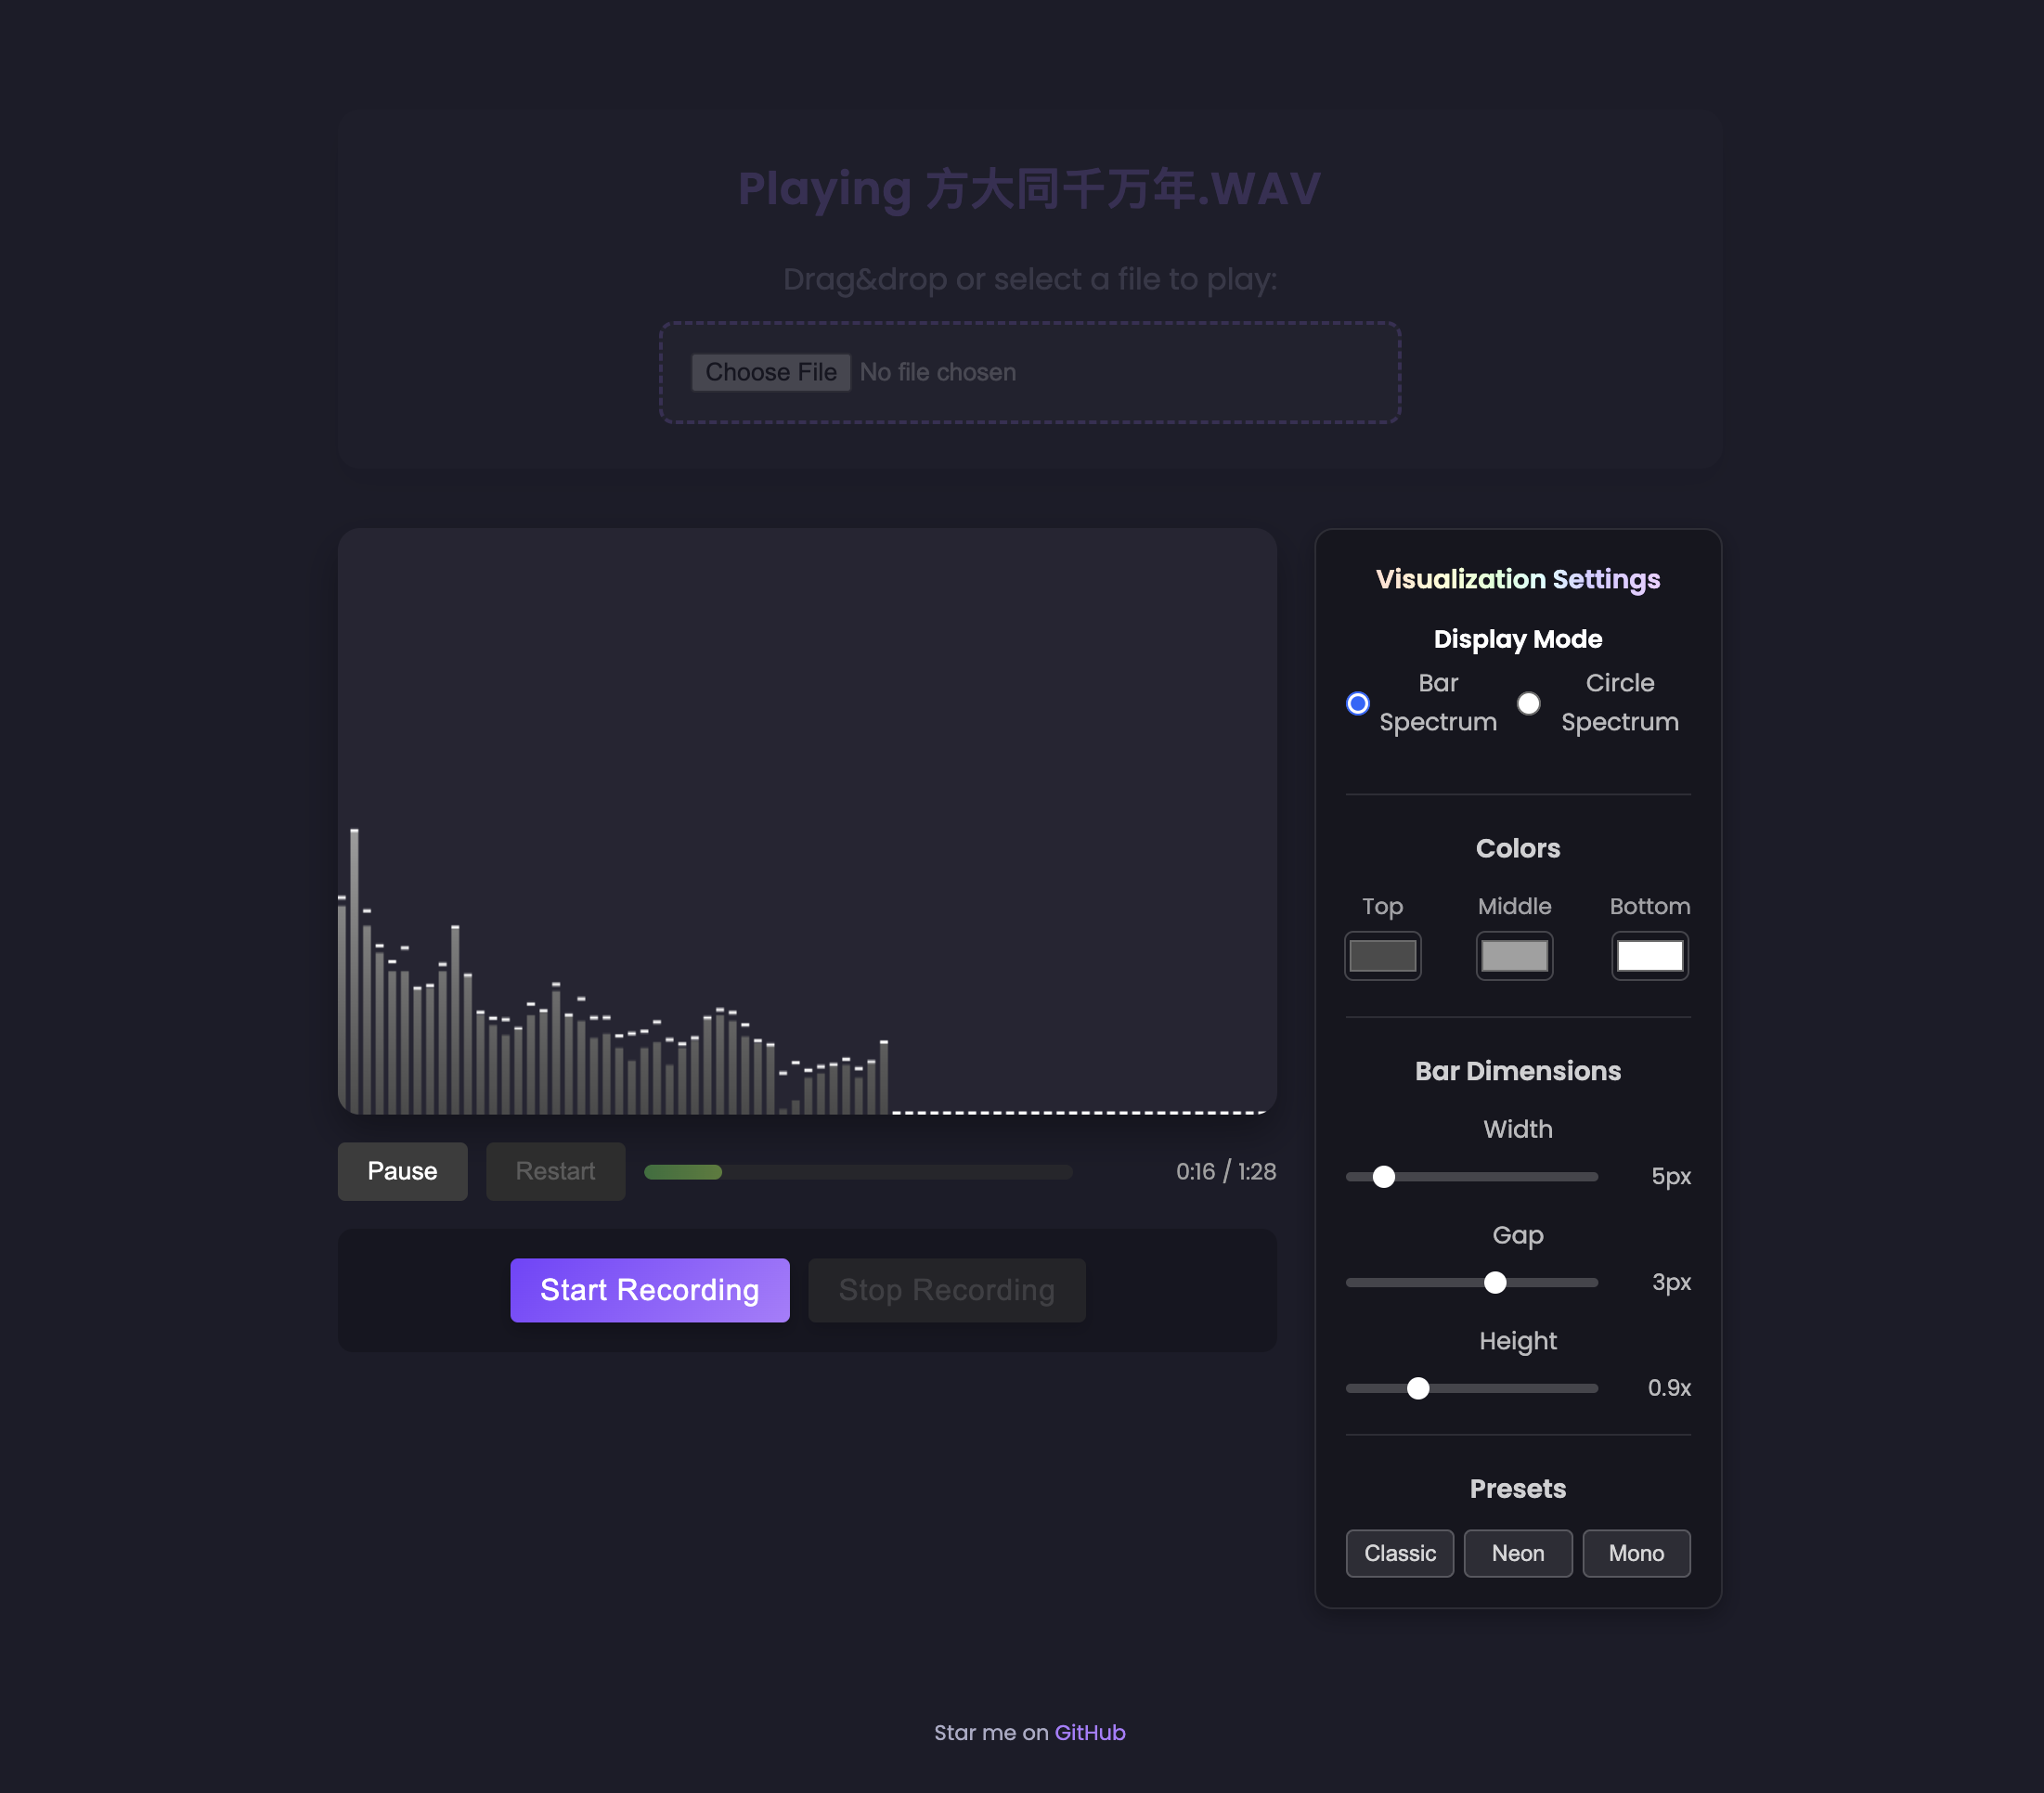 Playing 方大同千万年.WAV
Drag&drop or select a file to play:
Choose File No file chosen
Visualization Settings
Display Mode
Bar Spectrum
Circle Spectrum
Colors
Top Middle Bottom
Bar Dimensions
Width
5px
Gap
3px
Height
0.9x
Presets
Classic Neon Mono
Pause Restart 0:16 / 1:28
Start Recording Stop Recording
Star me on GitHub